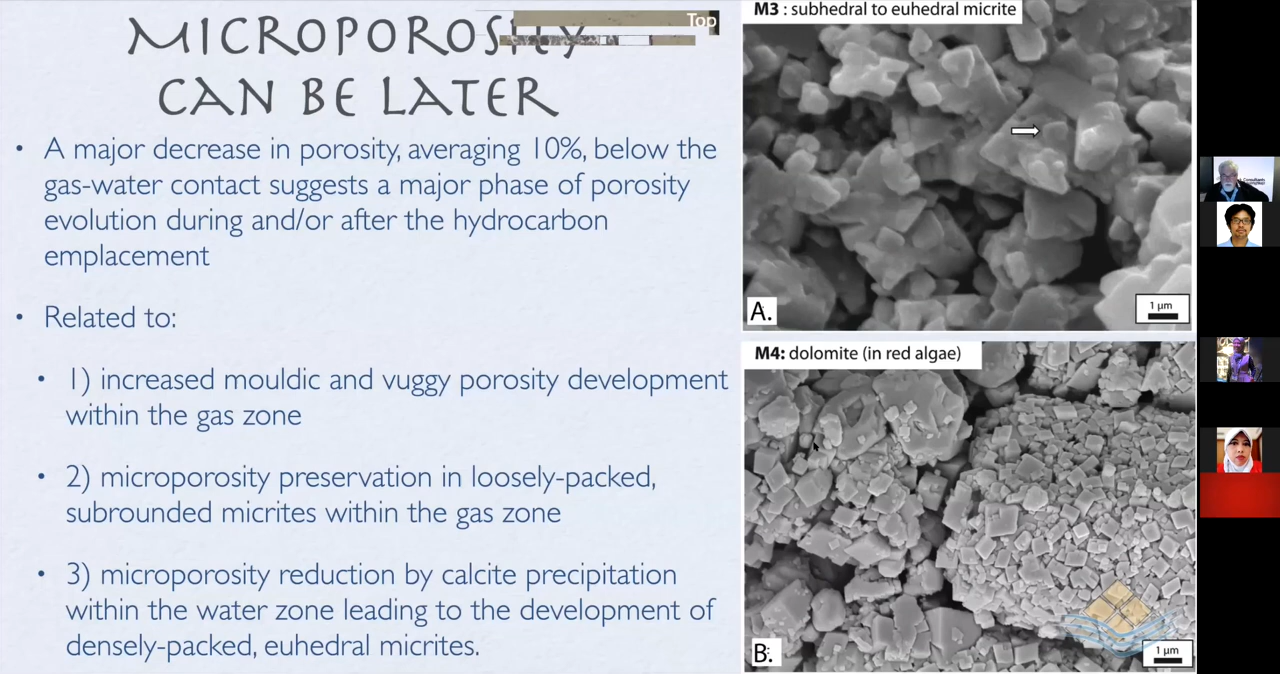 MICROPOROSITY
Top
CAN BE LATER
• A major decrease in porosity, averaging 10%, below the
gas-water contact suggests a major phase of porosity
evolution during and/or after the hydrocarbon
emplacement
• Related to:
• 1) increased mouldic and vuggy porosity development
within the gas zone
• 2) microporosity preservation in loosely-packed,
subrounded micrites within the gas zone
• 3) microporosity reduction by calcite precipitation
within the water zone leading to the development of
densely-packed, euhedral micrites.
M3 : subhedral to euhedral micrite
A.
1 µm
M4: dolomite (in red algae)
B.
1 µm
Consultants